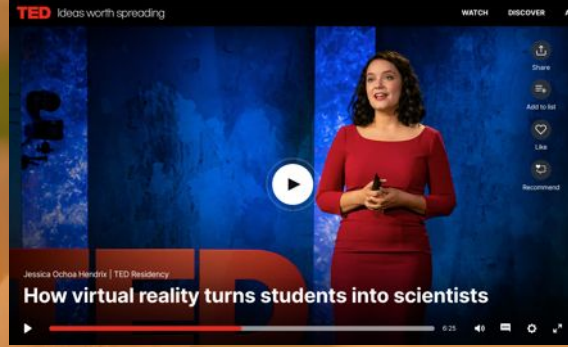 TED Ideas worth spreading
WATCH DISCOVER
Share
Add to list
Like
Recommend
TED
Jessica Ochoa Hendrix | TED Residency
How virtual reality turns students into scientists
6:25